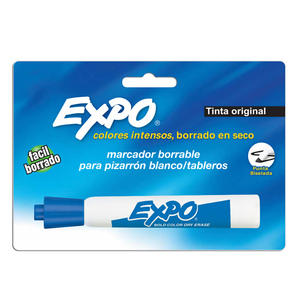 EXPO®
Tinta original
colores intensos, borrado en seco
fácil
borrado
marcador borrable
para pizarrón blanco/tableros
Punta
Biselada
EXPO
BOLD COLOR DRY ERASE